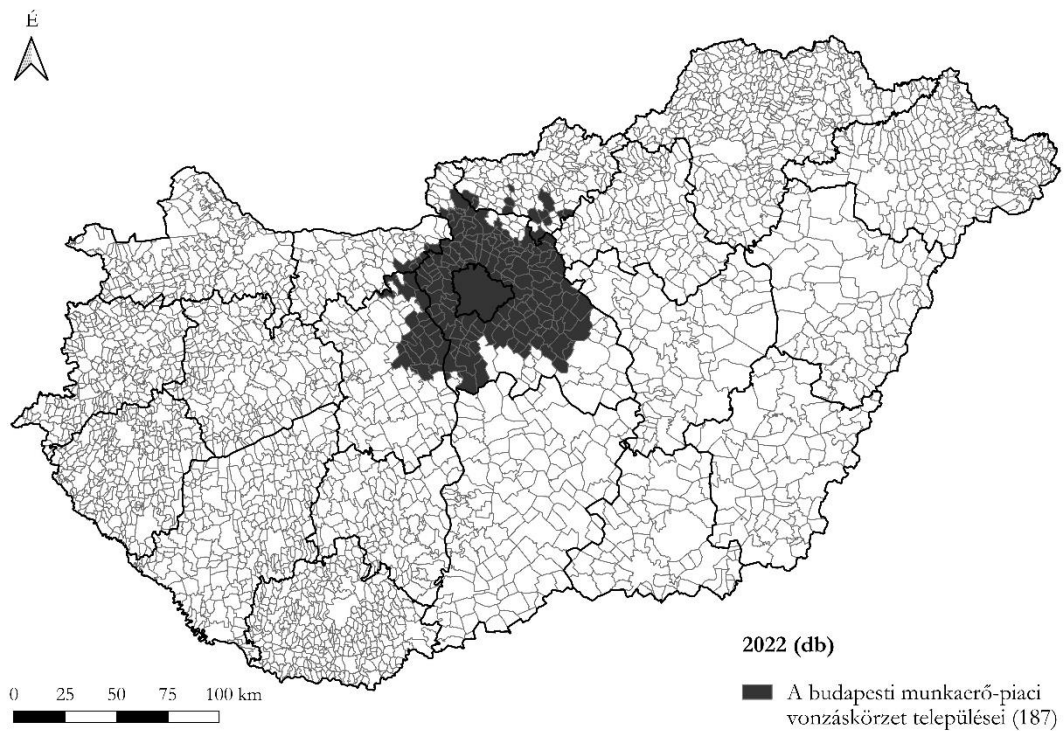 É
2022 (db)
0 25 50 75 100 km
A budapesti munkaerő-piaci
vonzáskörzet települései (187)